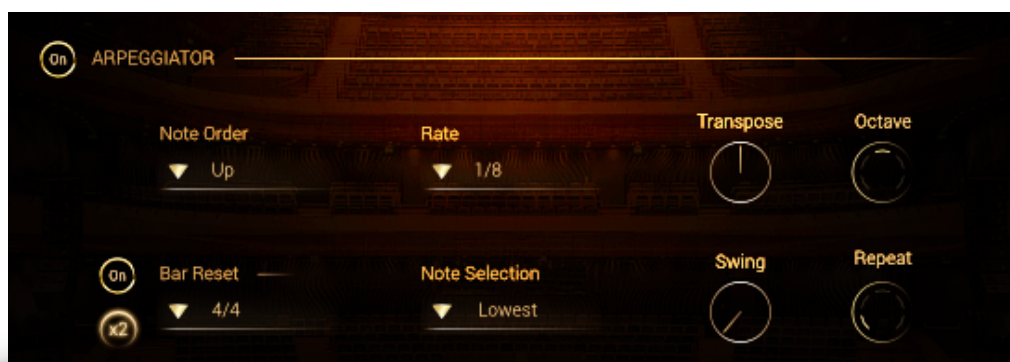 On ARPEGGIATOR
Note Order Rate Transpose Octave
Up 1/8
On Bar Reset Note Selection Swing Repeat
4/4 Lowest
x2